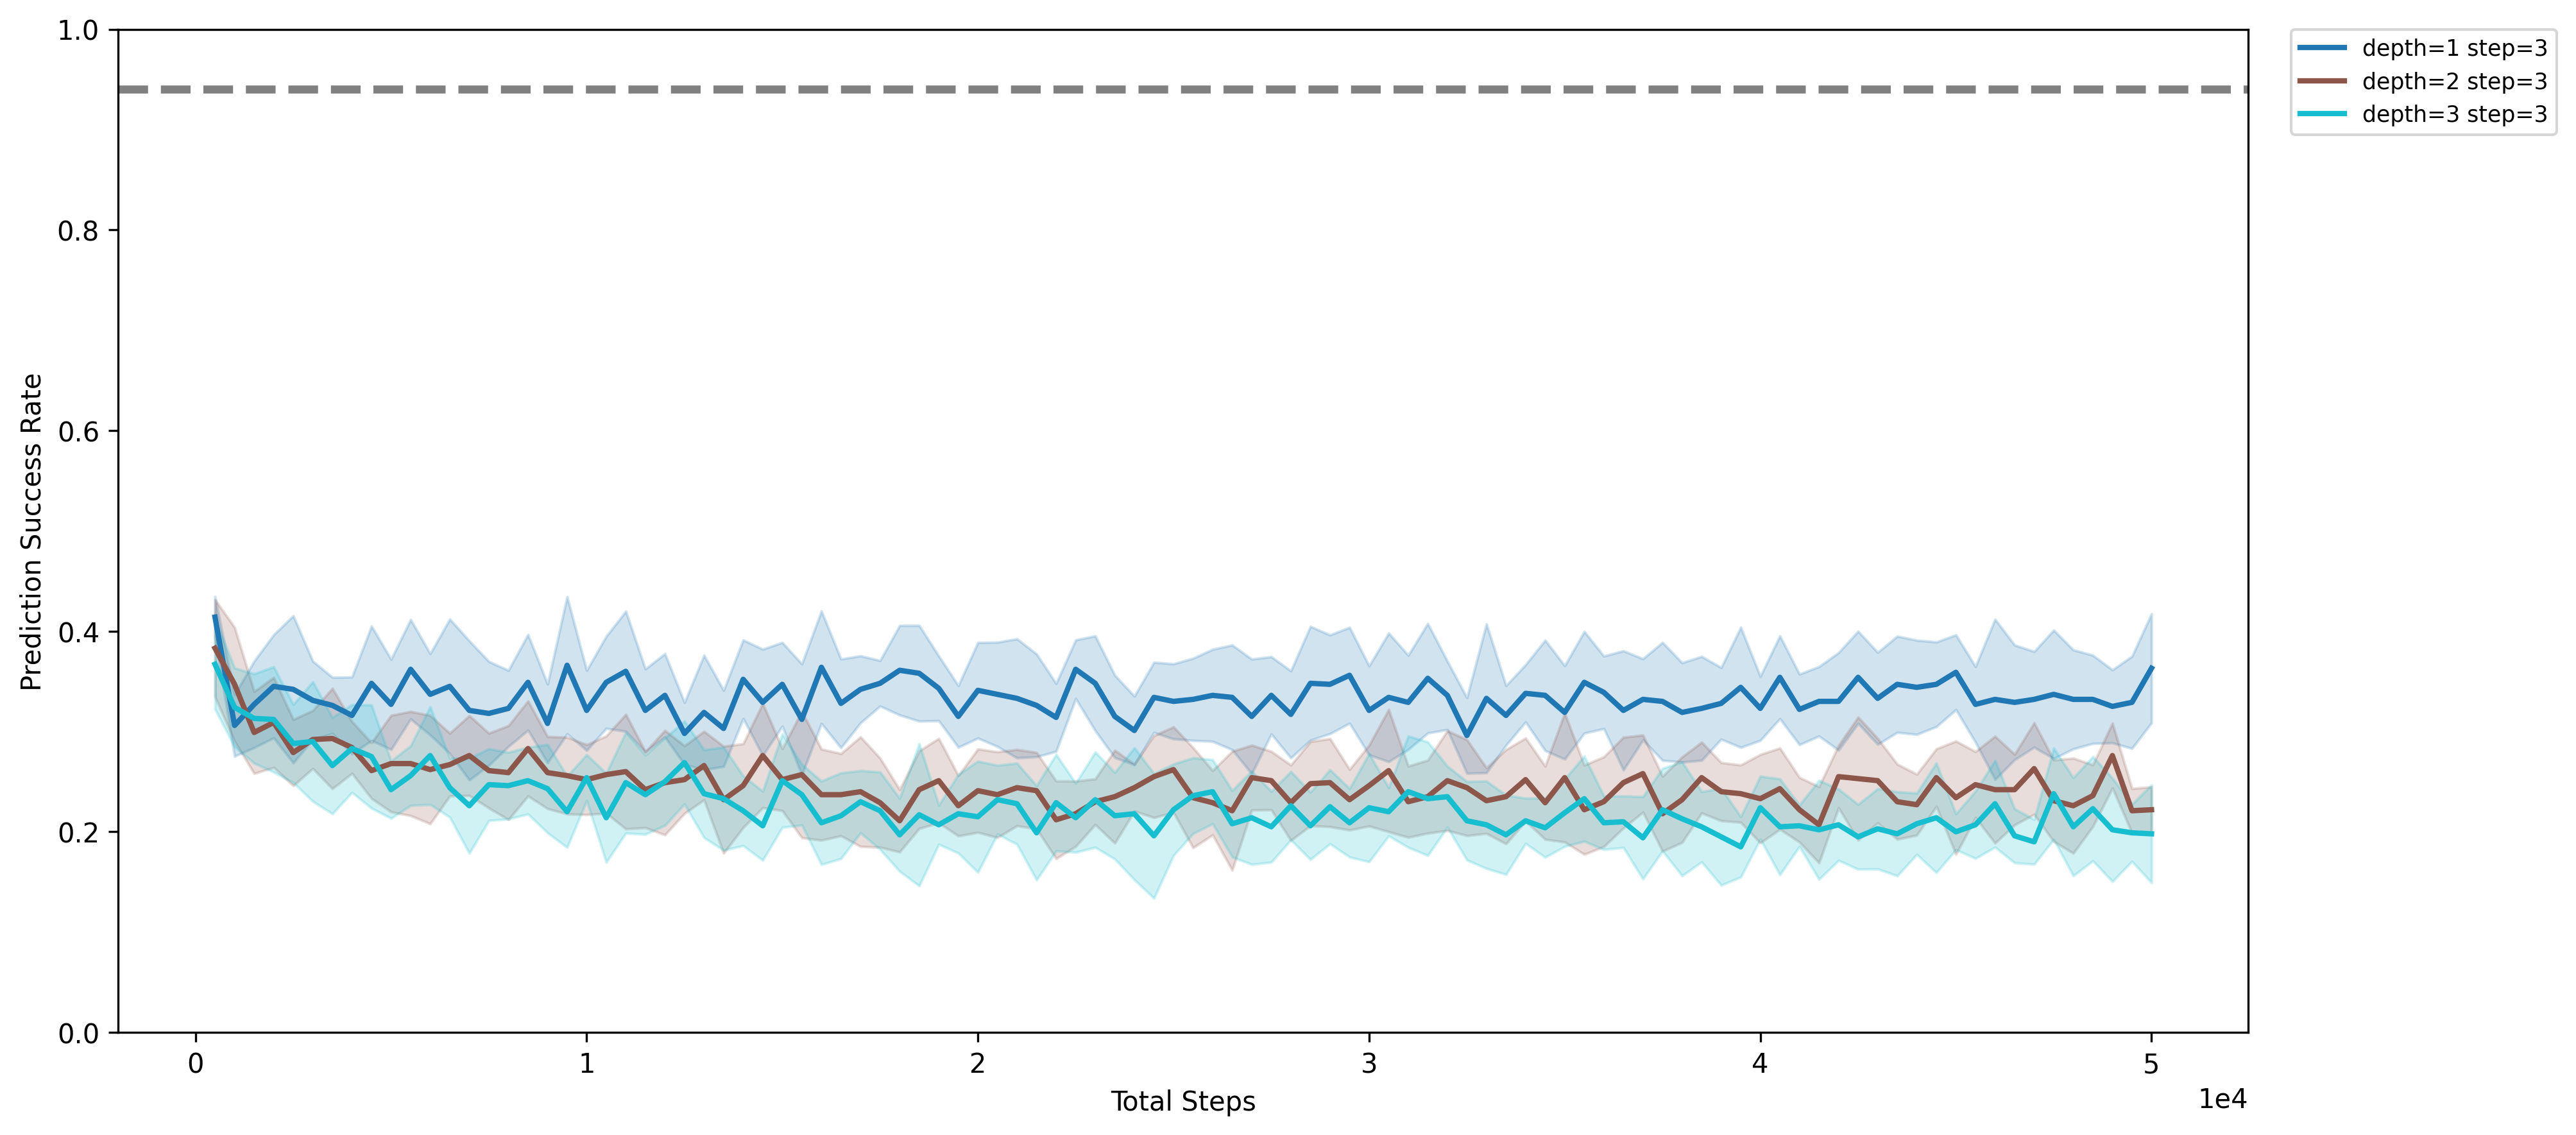 1.0
0.8
0.6
0.4
0.2
0.0
Prediction Success Rate
0 1 2 3 4 5
1e4
Total Steps
depth=1 step=3
depth=2 step=3
depth=3 step=3